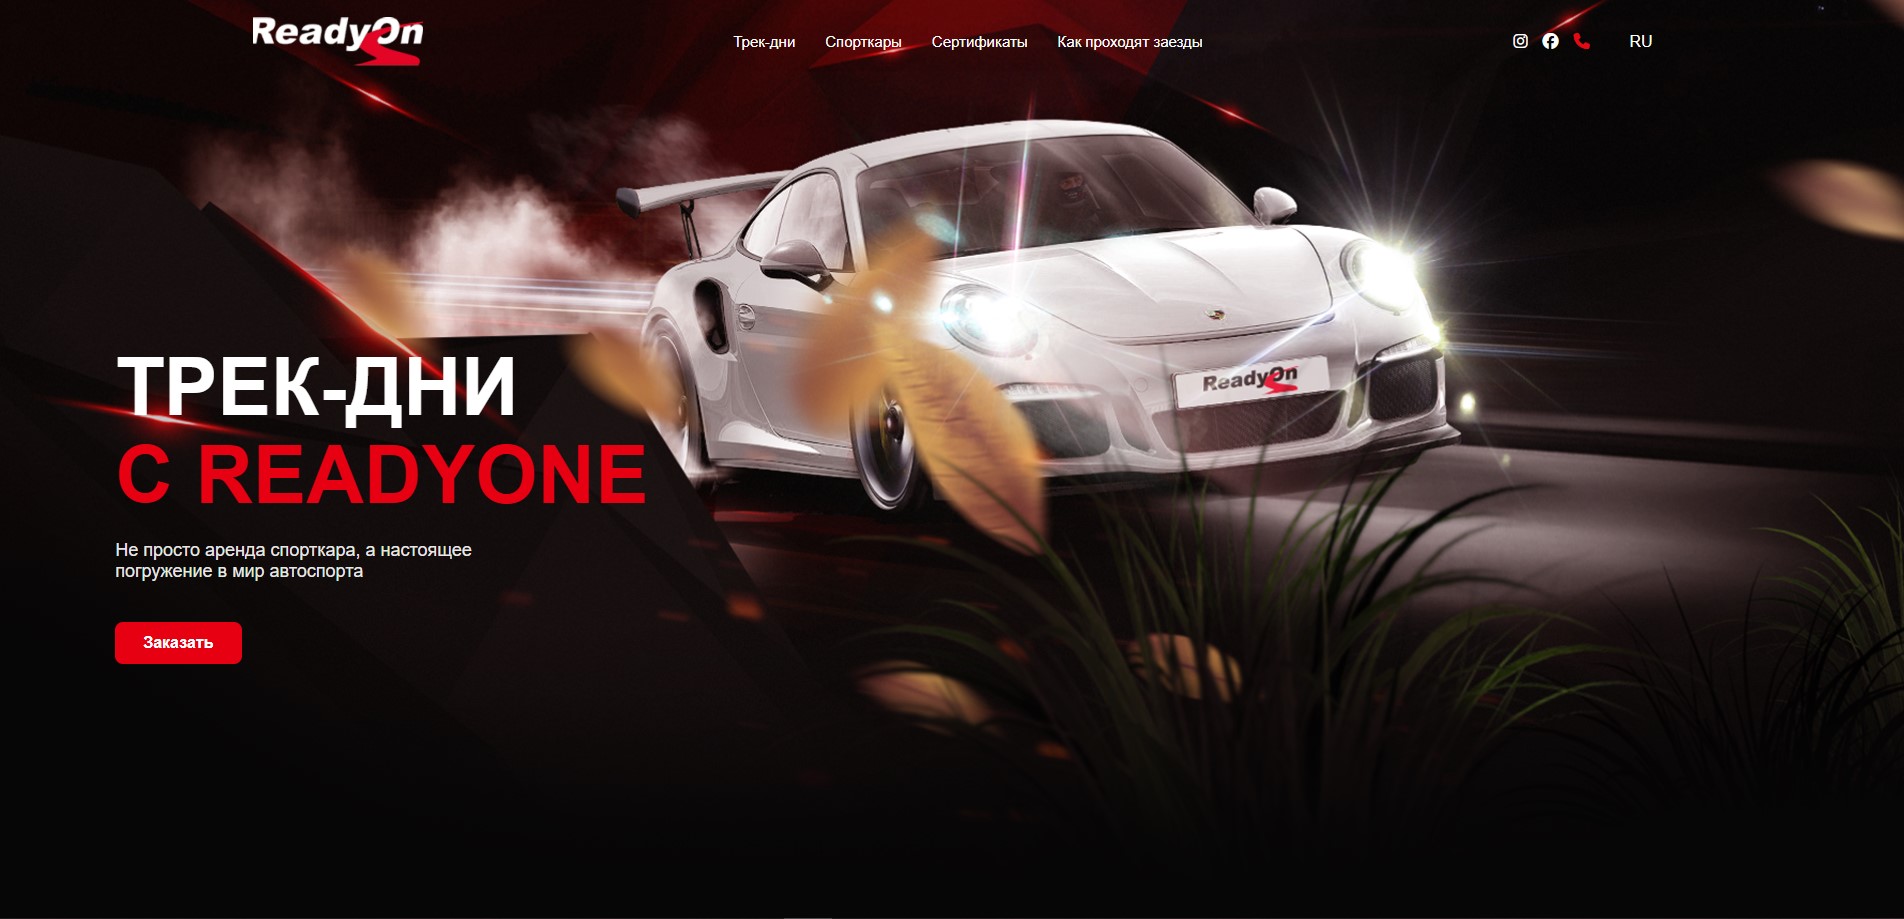 ReadyOn
Трек-дни
Спорткары
Сертификаты
Как проходят заезды
RU
ReadyOn
ТРЕК-ДНИ
С READYONE
Не просто аренда спорткара, а настоящее
погружение в мир автоспорта
Заказать